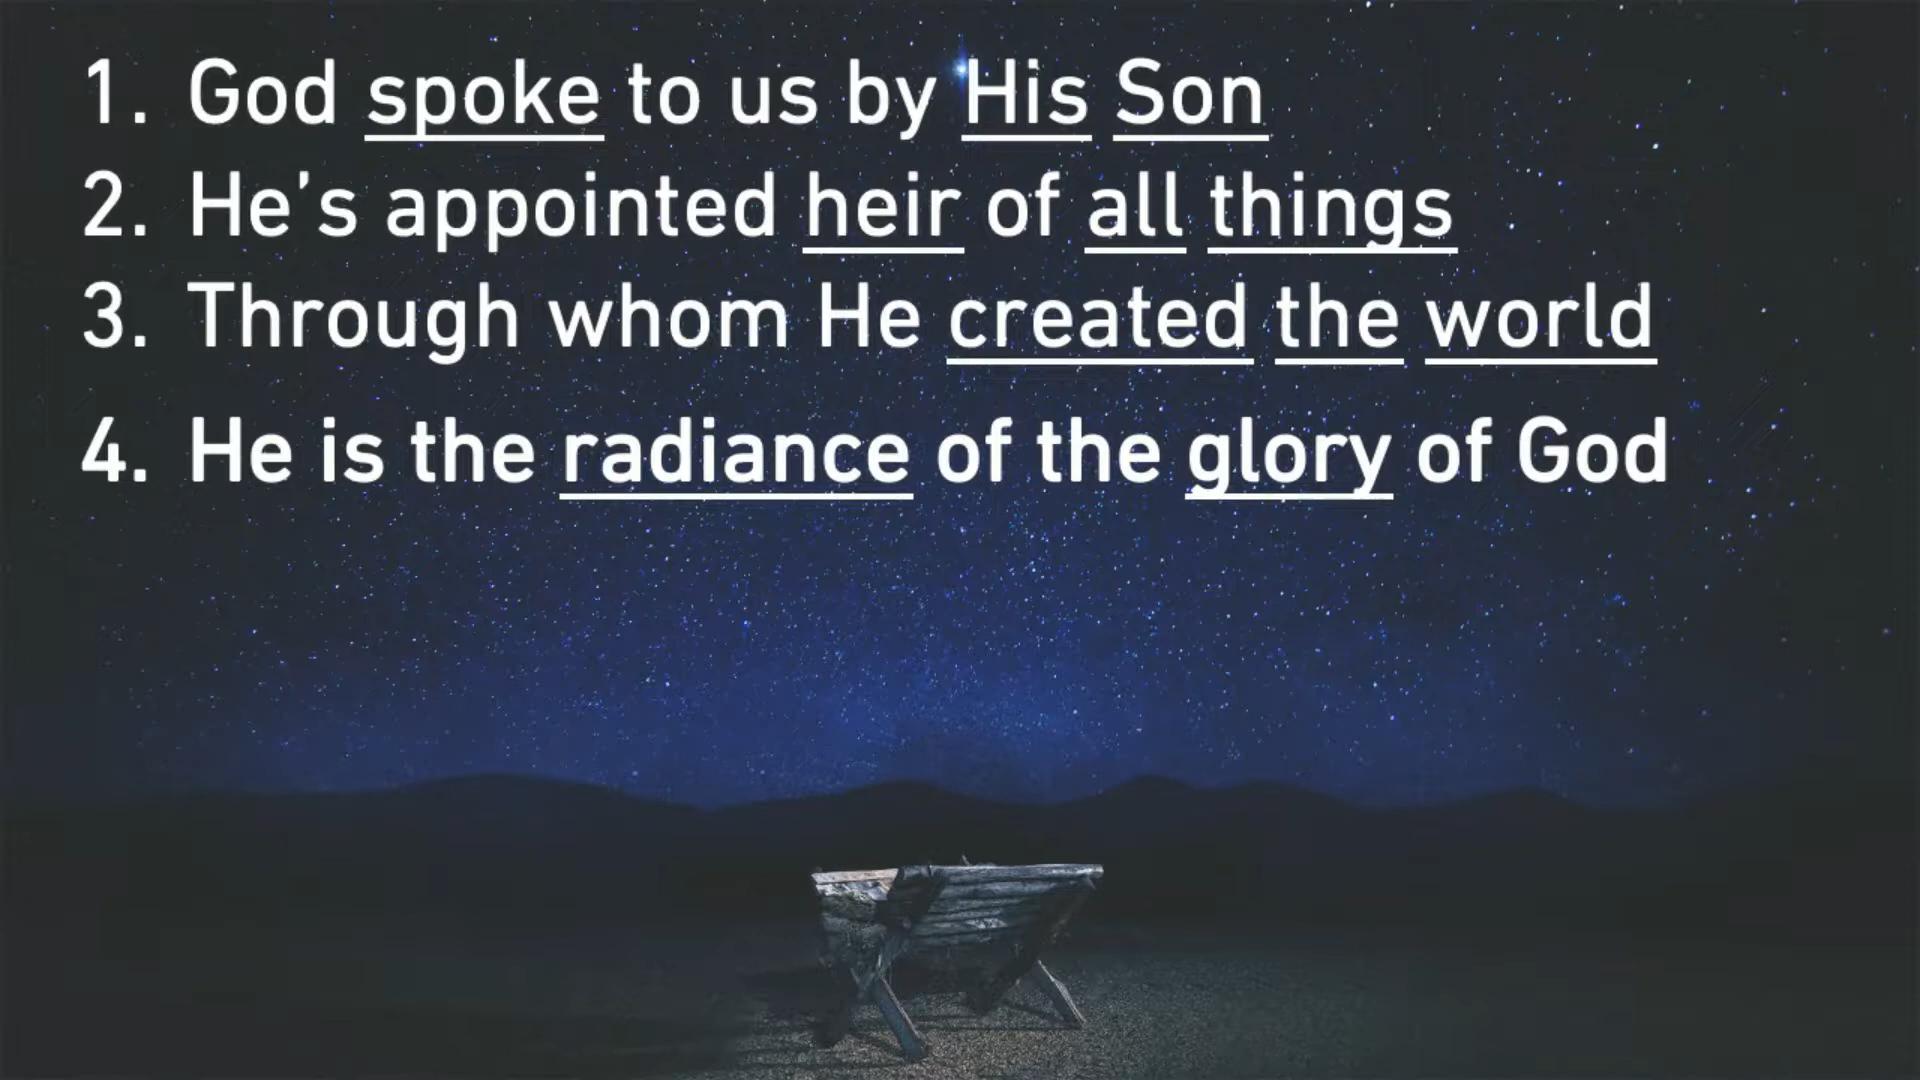 1. God spoke to us by His Son
2. He’s appointed heir of all things
3. Through whom He created the world
4. He is the radiance of the glory of God